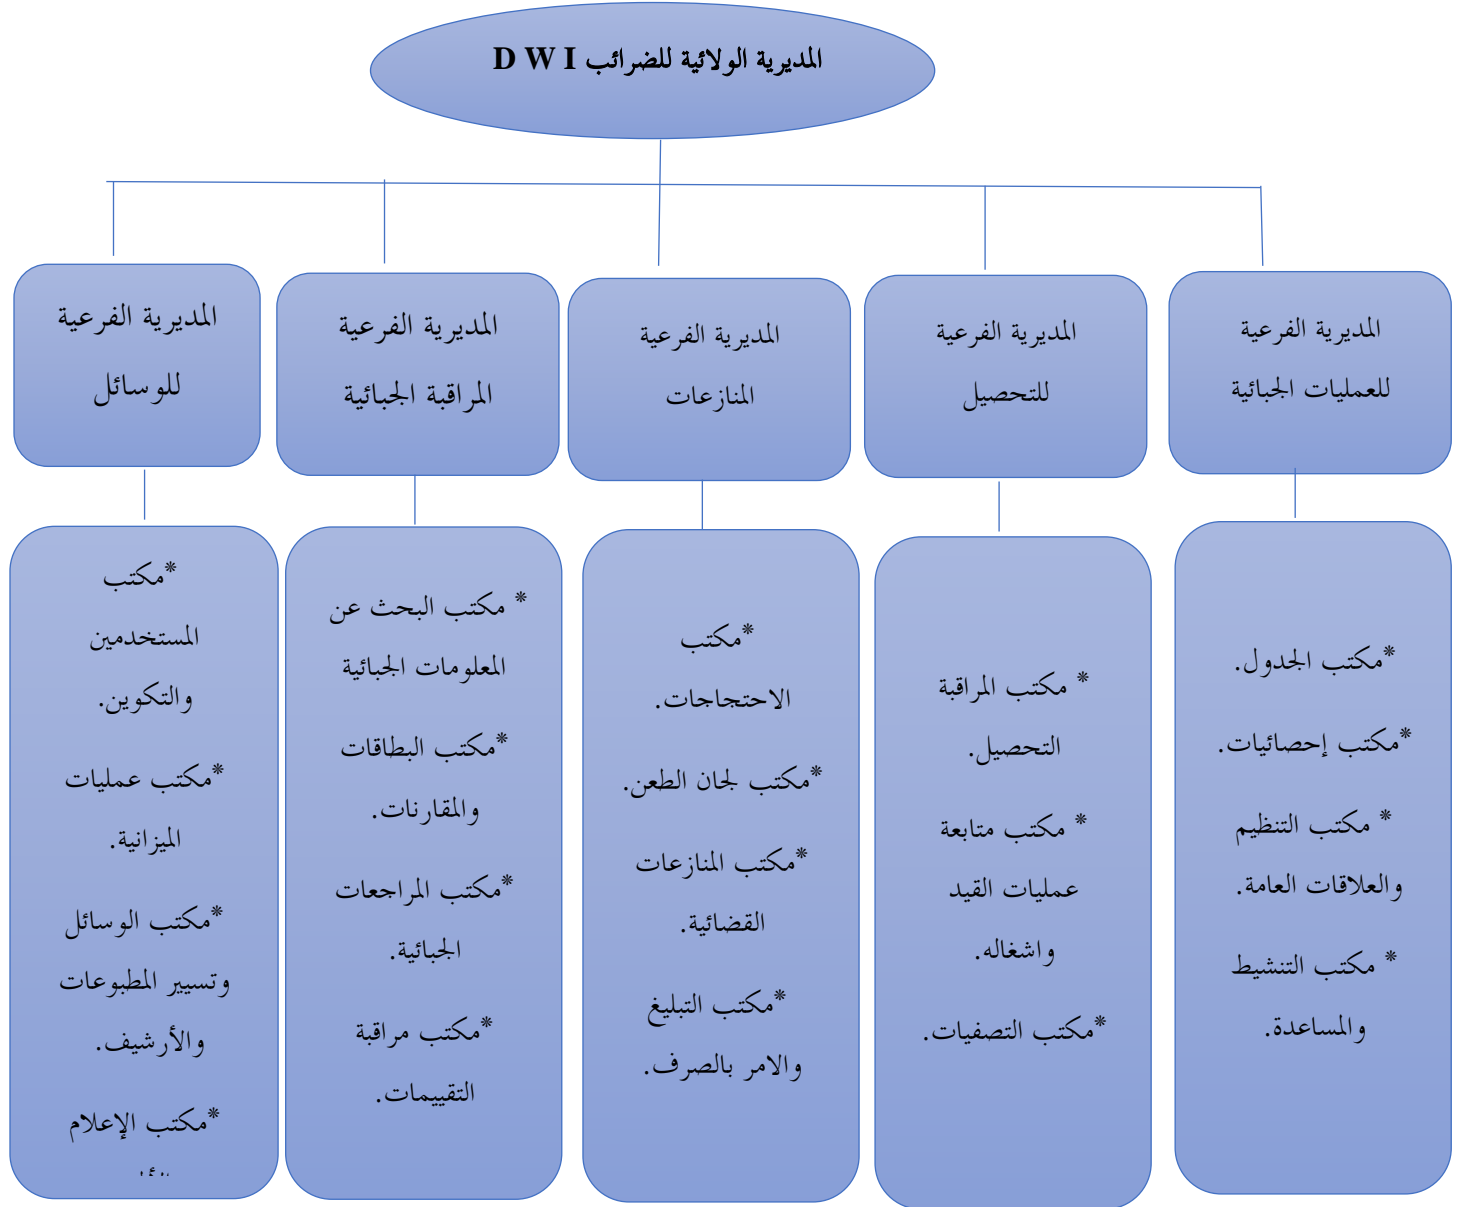 المديرية الولائية للضرائب D W I
المديرية الفرعية
للعمليات الجبائية
المديرية الفرعية
للتحصيل
المديرية الفرعية
المنازعات
المديرية الفرعية
المراقبة الجبائية
المديرية الفرعية
للوسائل
*مكتب الجدول.
*مكتب إحصائيات.
* مكتب التنظيم
والعلاقات العامة.
* مكتب التنشيط
والمساعدة.
* مكتب المراقبة
التحصيل.
* مكتب متابعة
عمليات القيد
واشغاله.
*مكتب التصفيات.
*مكتب
الاحتجاجات.
*مكتب لجان الطعن.
*مكتب المنازعات
القضائية.
*مكتب التبليغ
والامر بالصرف.
* مكتب البحث عن
المعلومات الجبائية
*مكتب البطاقات
والمقارنات.
*مكتب المراجعات
الجبائية.
*مكتب مراقبة
التقييمات.
*مكتب
المستخدمين
والتكوين.
*مكتب عمليات
الميزانية.
*مكتب الوسائل
وتسيير المطبوعات
والأرشيف.
*مكتب الإعلام